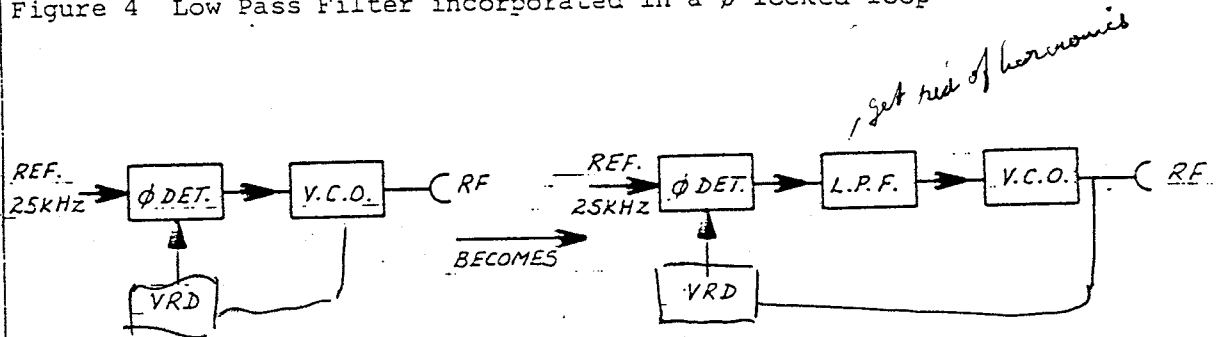 Figure 4 Low Pass Filter incorporated in a ø locked loop
, get rid of harmonics
REF.
25KHZ
ø DET.
V.C.O.
RF
VRD
BECOMES
REF.
25KHZ
ø DET.
L.P.F.
V.C.O.
RF
VRD